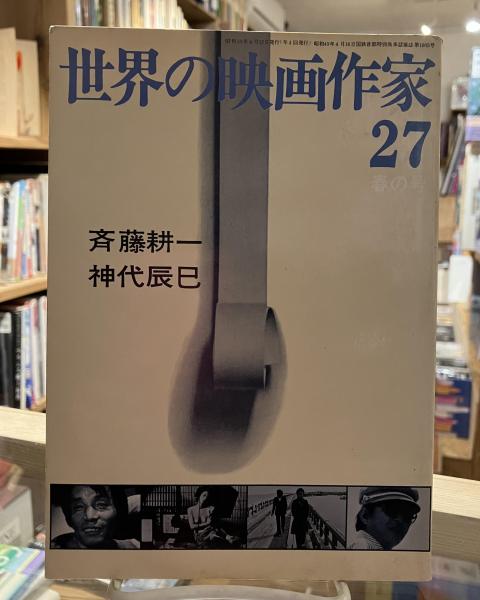 世界の映画作家
27
春の号
斉藤耕一
神代辰巳